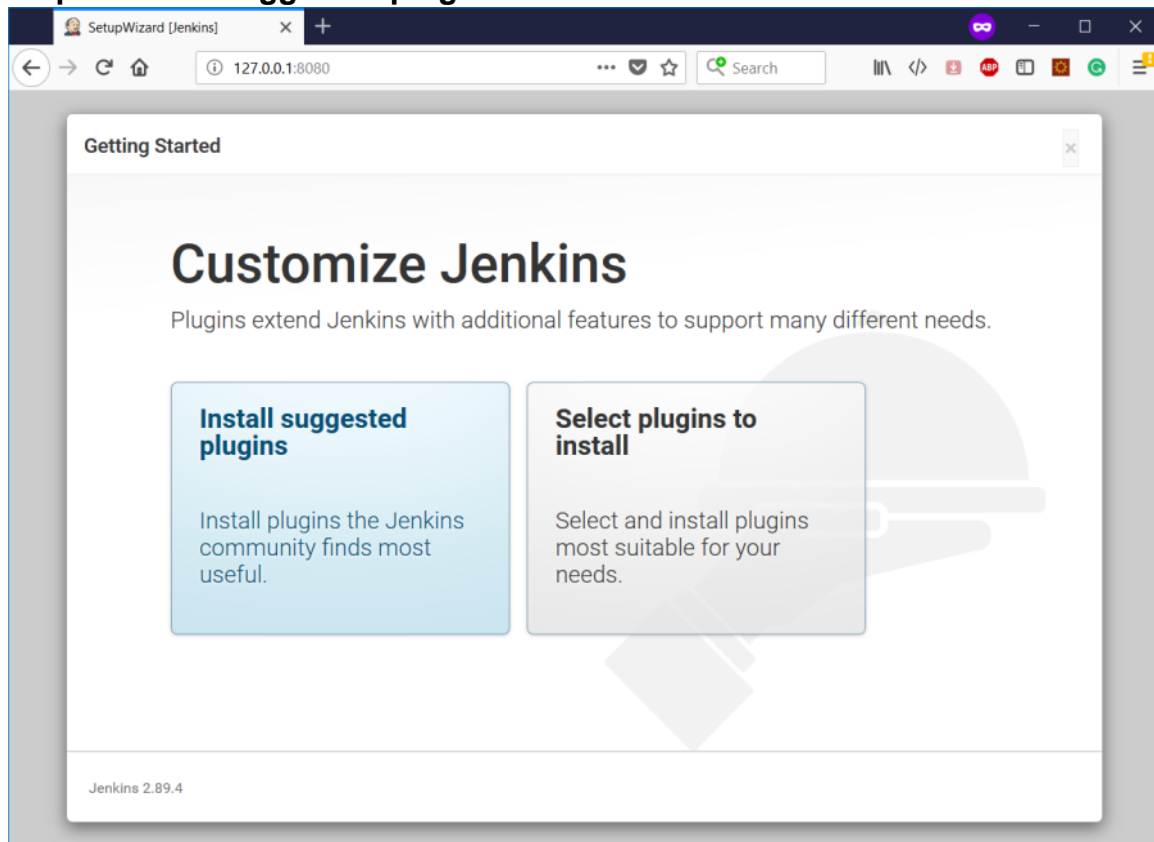 SetupWizard [Jenkins]
127.0.0.1:8080
Search
ABP
Getting Started
Customize Jenkins
Plugins extend Jenkins with additional features to support many different needs.
Install suggested
plugins
Install plugins the Jenkins
community finds most
useful.
Select plugins to
install
Select and install plugins
most suitable for your
needs.
Jenkins 2.89.4